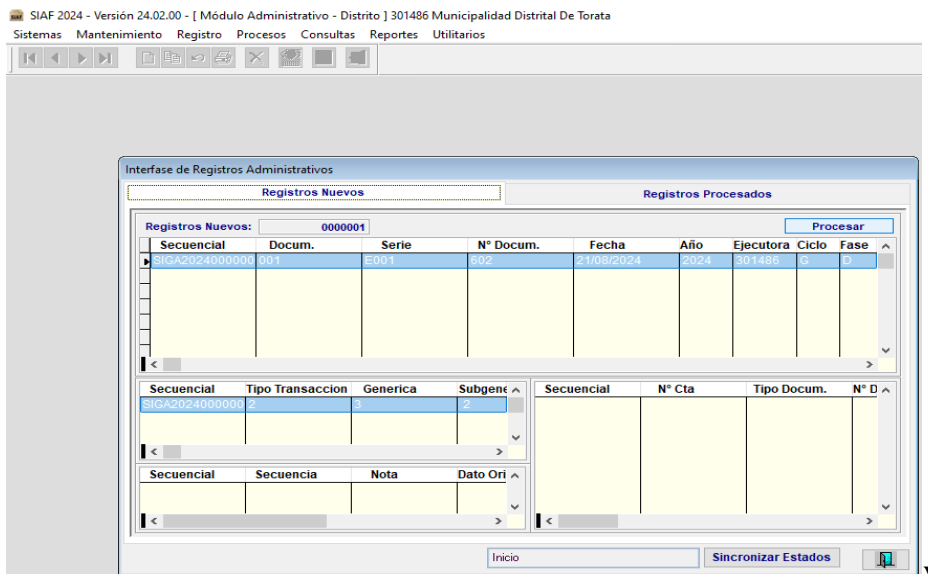 SIAF 2024 - Versión 24.02.00 - [ Módulo Administrativo - Distrito ] 301486 Municipalidad Distrital De Torata
Sistemas Mantenimiento Registro Procesos Consultas Reportes Utilitarios
Interfase de Registros Administrativos
Registros Nuevos Registros Procesados
Registros Nuevos: 0000001 Procesar
Secuencial Docum. Serie N° Docum. Fecha Año Ejecutora Ciclo Fase
SIGA2024000000 001 E001 602 21/08/2024 2024 301486 G D
Secuencial Tipo Transaccion Generica Subgene Secuencial N° Cta Tipo Docum. N° D
SIGA2024000000 2 3 2
Secuencial Secuencia Nota Dato Ori
Inicio Sincronizar Estados